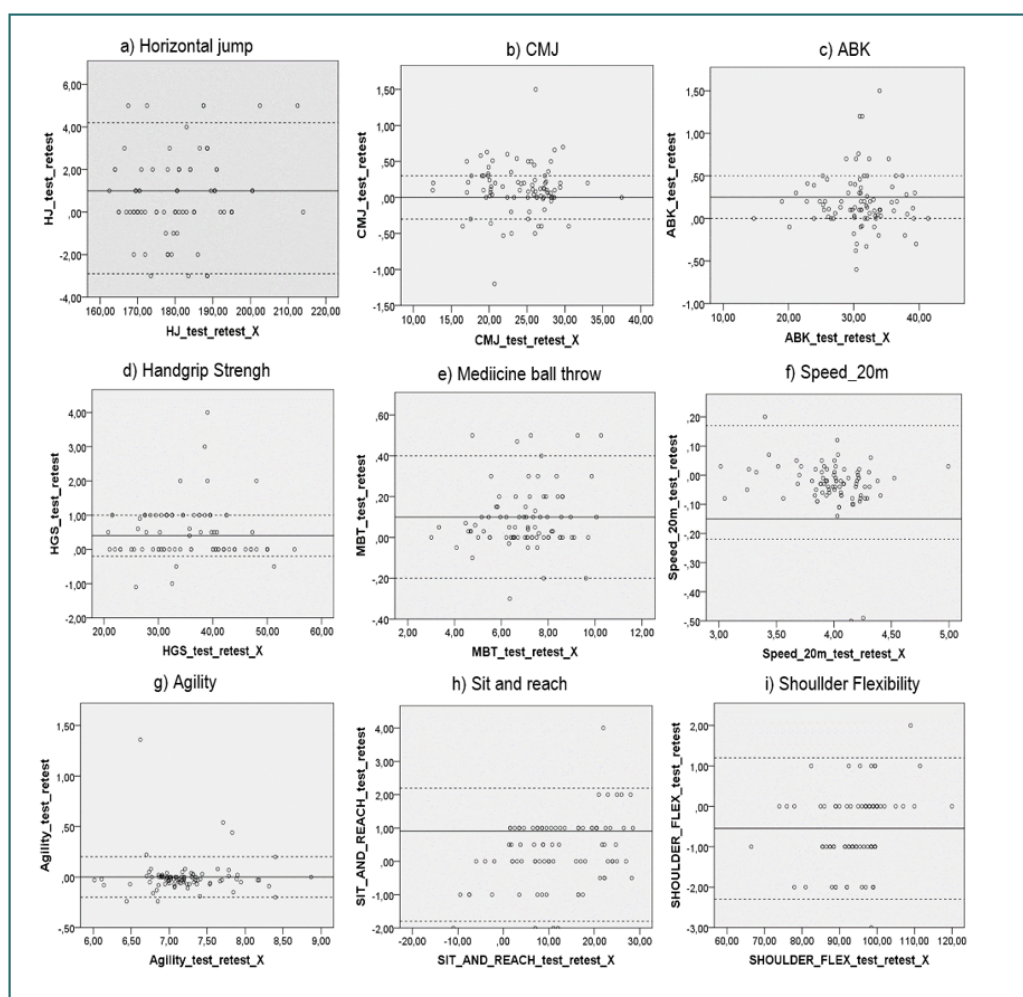 a) Horizontal jump
HJ_test_retest
6,00
4,00
2,00
,00
-2,00
-4,00
160,00 170,00 180,00 190,00 200,00 210,00 220,00
HJ_test_retest_X
b) CMJ
CMJ_test_retest
1,50
1,00
,50
,00
-,50
-1,00
-1,50
10,00 20,00 30,00 40,00
CMJ_test_retest_X
c) ABK
ABK_test_retest
1,50
1,00
,50
,00
-,50
-1,00
10,00 20,00 30,00 40,00
ABK_test_retest_X
d) Handgrip Strengh
HGS_test_retest
4,00
3,00
2,00
1,00
,00
-1,00
-2,00
20,00 30,00 40,00 50,00 60,00
HGS_test_retest_X
e) Mediicine ball throw
MBT_test_retest
,60
,40
,20
,00
-,20
-,40
2,00 4,00 6,00 8,00 10,00 12,00
MBT_test_retest_X
f) Speed_20m
Speed_20m_test_retest
,20
,10
,00
-,10
-,20
-,30
-,40
-,50
3,00 3,50 4,00 4,50 5,00
Speed_20m_test_retest_X
g) Agility
Agility_test_retest
1,50
1,00
,50
,00
-,50
6,00 6,50 7,00 7,50 8,00 8,50 9,00
Agility_test_retest_X
h) Sit and reach
SIT_AND_REACH_test_retest
4,00
3,00
2,00
1,00
,00
-1,00
-2,00
-20,00 -10,00 ,00 10,00 20,00 30,00
SIT_AND_REACH_test_retest_X
i) Shoullder Flexibility
SHOULDER_FLEX_test_retest
2,00
1,00
,00
-1,00
-2,00
-3,00
60,00 70,00 80,00 90,00 100,00 110,00 120,00
SHOULDER_FLEX_test_retest_X